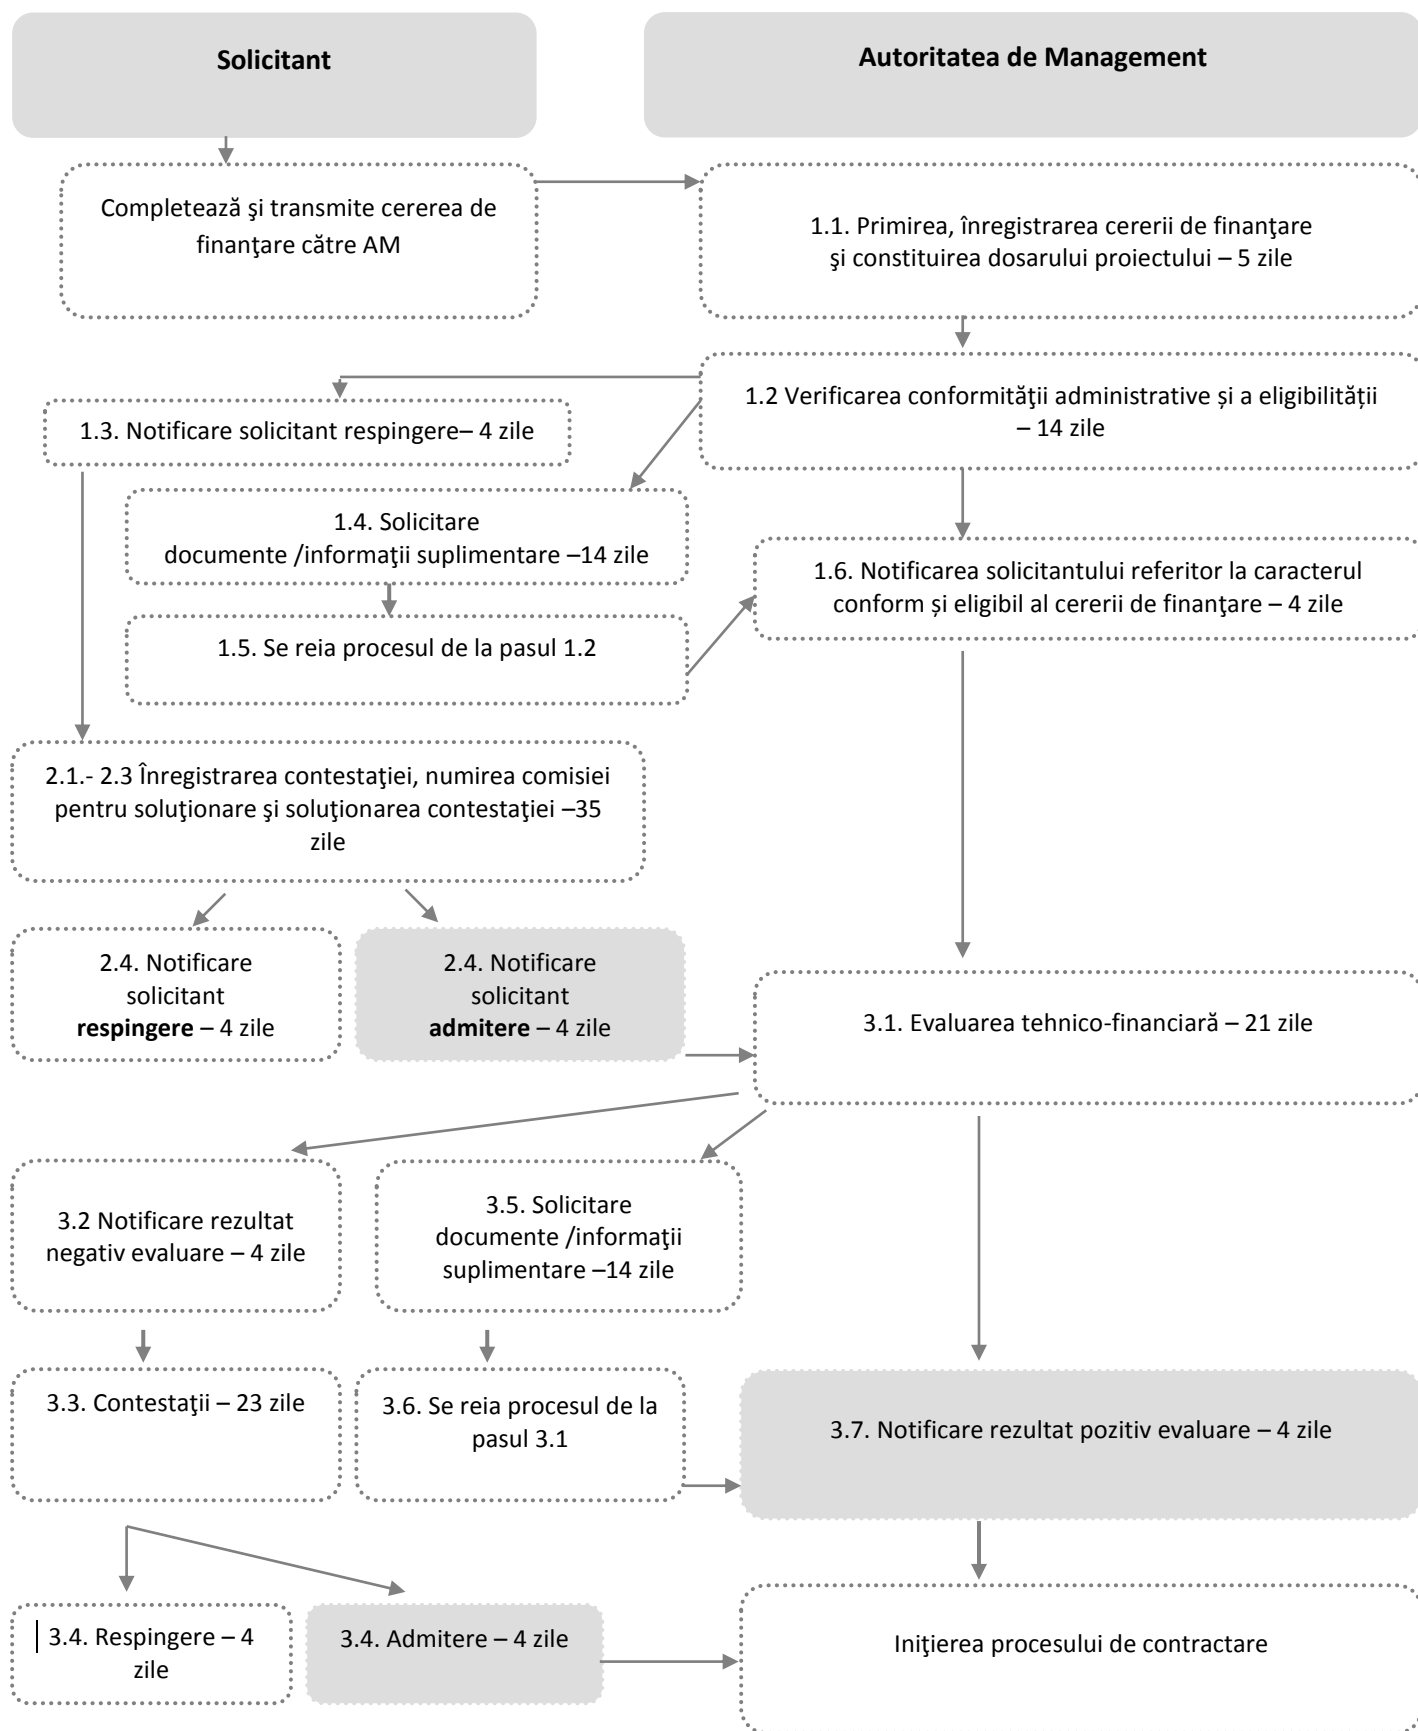 Solicitant
Autoritatea de Management
Completează şi transmite cererea de
finanţare către AM
1.1. Primirea, înregistrarea cererii de finanţare
şi constituirea dosarului proiectului – 5 zile
1.2 Verificarea conformităţii administrative și a eligibilității
– 14 zile
1.3. Notificare solicitant respingere– 4 zile
1.4. Solicitare
documente /informaţii suplimentare –14 zile
1.6. Notificarea solicitantului referitor la caracterul
conform și eligibil al cererii de finanţare – 4 zile
1.5. Se reia procesul de la pasul 1.2
2.1.- 2.3 Înregistrarea contestaţiei, numirea comisiei
pentru soluţionare şi soluţionarea contestaţiei –35
zile
2.4. Notificare
solicitant
respingere – 4 zile
2.4. Notificare
solicitant
admitere – 4 zile
3.1. Evaluarea tehnico-financiară – 21 zile
3.2 Notificare rezultat
negativ evaluare – 4 zile
3.5. Solicitare
documente /informaţii
suplimentare –14 zile
3.3. Contestaţii – 23 zile
3.6. Se reia procesul de la
pasul 3.1
3.7. Notificare rezultat pozitiv evaluare – 4 zile
3.4. Respingere – 4
zile
3.4. Admitere – 4 zile
Iniţierea procesului de contractare